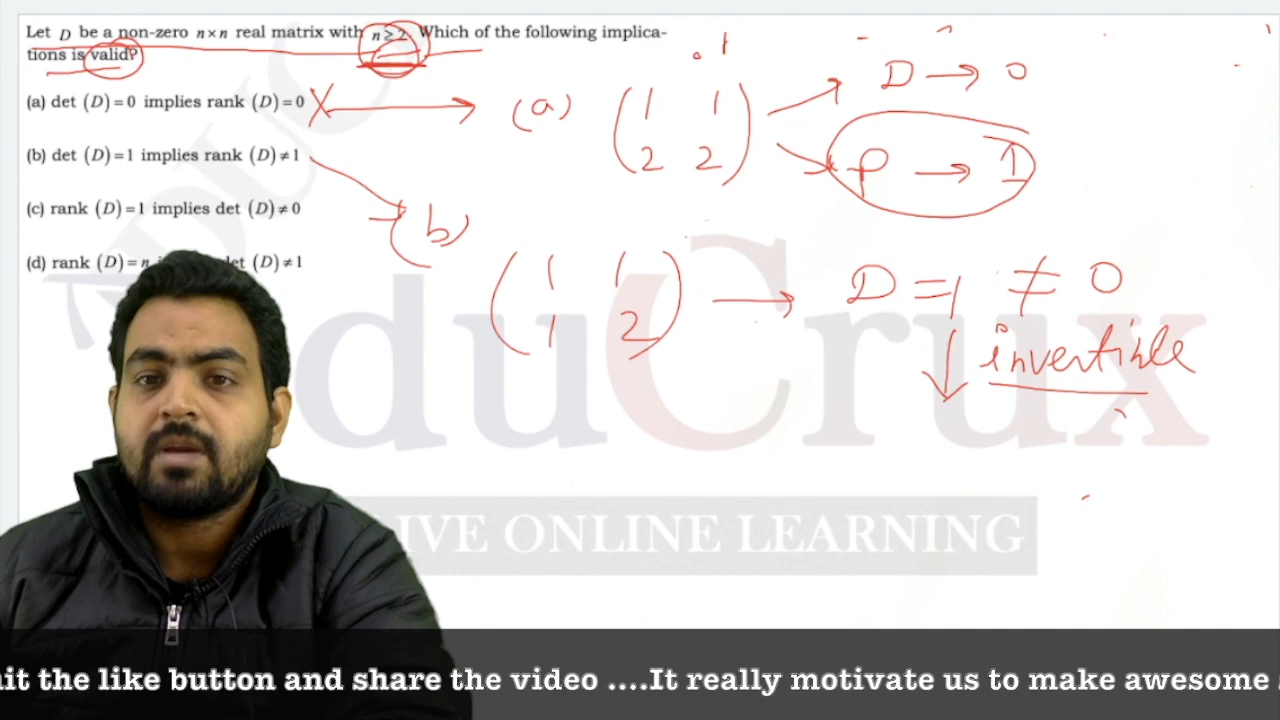 Let D be a non-zero n×n real matrix with n ≥ 2. Which of the following implica-
tions is valid?
(a) det (D) = 0 implies rank (D) = 0
(b) det (D) = 1 implies rank (D) ≠ 1
(c) rank (D) = 1 implies det (D) ≠ 0
(d) rank (D) = n det (D) ≠ 1
(a) ( 1 1
2 2 )
D → 0
ρ → 1
(b)
( 1 1
1 2 ) → D = 1 ≠ 0
invertible
duCrux
IVE ONLINE LEARNING
hit the like button and share the video ....It really motivate us to make awesome